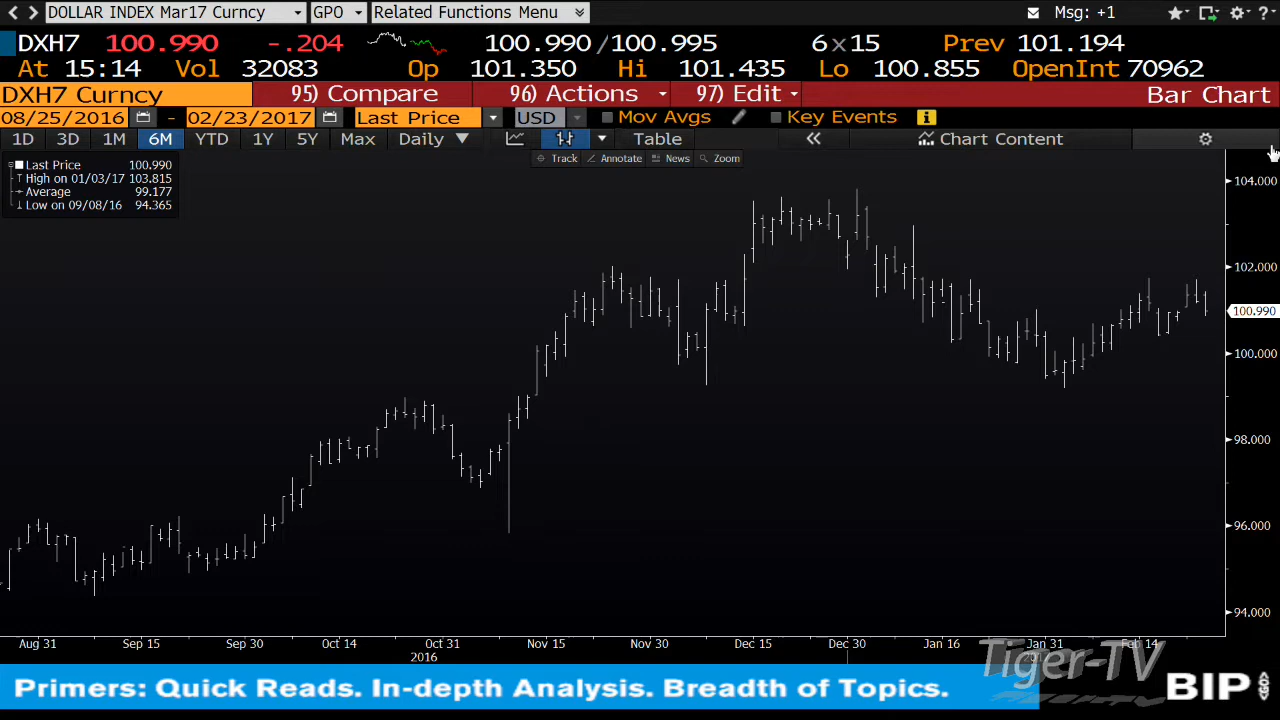 DOLLAR INDEX Mar17 Curncy GPO Related Functions Menu Msg: +1
DXH7 100.990 -.204 100.990/100.995 6x15 Prev 101.194
At 15:14 Vol 32083 Op 101.350 Hi 101.435 Lo 100.855 OpenInt 70962
DXH7 Curncy 95) Compare 96) Actions 97) Edit Bar Chart
08/25/2016 - 02/23/2017 Last Price USD Mov Avgs Key Events
1D 3D 1M 6M YTD 1Y 5Y Max Daily Table Chart Content
Track Annotate News Zoom
Last Price 100.990
High on 01/03/17 103.815
Average 99.177
Low on 09/08/16 94.365
104.000
102.000
100.990
100.000
98.000
96.000
94.000
Aug 31 Sep 15 Sep 30 Oct 14 Oct 31 Nov 15 Nov 30 Dec 15 Dec 30 Jan 16 Jan 31 Feb 14
2016
Tiger-TV
Primers: Quick Reads. In-depth Analysis. Breadth of Topics.
BIP